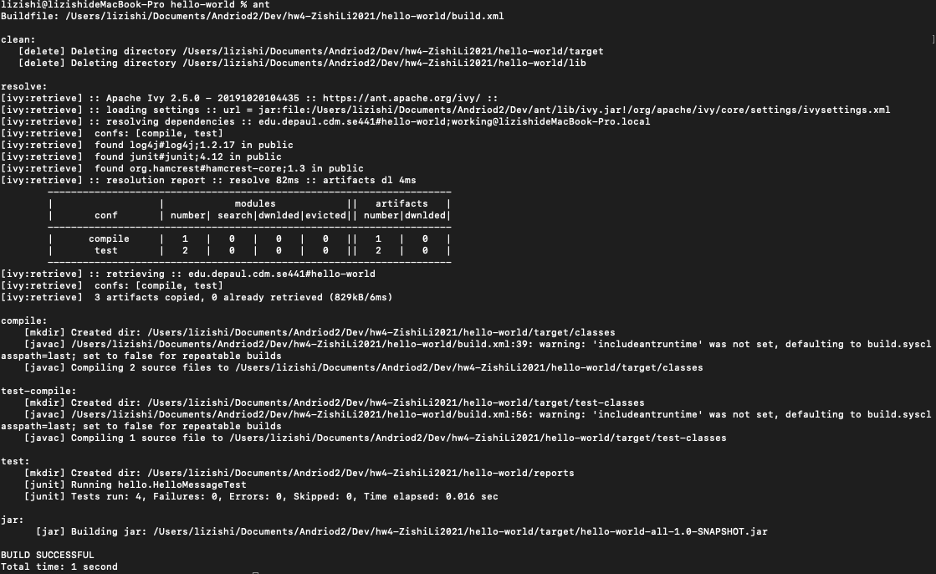 lizishi@lizishideMacBook-Pro hello-world % ant
Buildfile: /Users/lizishi/Documents/Andriod2/Dev/hw4-ZishiLi2021/hello-world/build.xml

clean:
   [delete] Deleting directory /Users/lizishi/Documents/Andriod2/Dev/hw4-ZishiLi2021/hello-world/target
   [delete] Deleting directory /Users/lizishi/Documents/Andriod2/Dev/hw4-ZishiLi2021/hello-world/lib

resolve:
[ivy:retrieve] :: Apache Ivy 2.5.0 - 20191020104435 :: https://ant.apache.org/ivy/ ::
[ivy:retrieve] :: loading settings :: url = jar:file:/Users/lizishi/Documents/Andriod2/Dev/ant/lib/ivy.jar!/org/apache/ivy/core/settings/ivysettings.xml
[ivy:retrieve] :: resolving dependencies :: edu.depaul.cdm.se441#hello-world;working@lizishideMacBook-Pro.local
[ivy:retrieve]  confs: [compile, test]
[ivy:retrieve]  found log4j#log4j;1.2.17 in public
[ivy:retrieve]  found junit#junit;4.12 in public
[ivy:retrieve]  found org.hamcrest#hamcrest-core;1.3 in public
[ivy:retrieve] :: resolution report :: resolve 82ms :: artifacts dl 4ms
        ---------------------------------------------------------------------
        |                  |            modules            ||   artifacts   |
        |       conf       | number| search|dwnlded|evicted|| number|dwnlded|
        ---------------------------------------------------------------------
        |      compile     |   1   |   0   |   0   |   0   ||   1   |   0   |
        |       test       |   2   |   0   |   0   |   0   ||   2   |   0   |
        ---------------------------------------------------------------------
[ivy:retrieve] :: retrieving :: edu.depaul.cdm.se441#hello-world
[ivy:retrieve]  confs: [compile, test]
[ivy:retrieve]  3 artifacts copied, 0 already retrieved (829kB/6ms)

compile:
    [mkdir] Created dir: /Users/lizishi/Documents/Andriod2/Dev/hw4-ZishiLi2021/hello-world/target/classes
    [javac] /Users/lizishi/Documents/Andriod2/Dev/hw4-ZishiLi2021/hello-world/build.xml:39: warning: 'includeantruntime' was not set, defaulting to build.syscl
asspath=last; set to false for repeatable builds
    [javac] Compiling 2 source files to /Users/lizishi/Documents/Andriod2/Dev/hw4-ZishiLi2021/hello-world/target/classes

test-compile:
    [mkdir] Created dir: /Users/lizishi/Documents/Andriod2/Dev/hw4-ZishiLi2021/hello-world/target/test-classes
    [javac] /Users/lizishi/Documents/Andriod2/Dev/hw4-ZishiLi2021/hello-world/build.xml:56: warning: 'includeantruntime' was not set, defaulting to build.syscl
asspath=last; set to false for repeatable builds
    [javac] Compiling 1 source file to /Users/lizishi/Documents/Andriod2/Dev/hw4-ZishiLi2021/hello-world/target/test-classes

test:
    [mkdir] Created dir: /Users/lizishi/Documents/Andriod2/Dev/hw4-ZishiLi2021/hello-world/reports
    [junit] Running hello.HelloMessageTest
    [junit] Tests run: 4, Failures: 0, Errors: 0, Skipped: 0, Time elapsed: 0.016 sec

jar:
      [jar] Building jar: /Users/lizishi/Documents/Andriod2/Dev/hw4-ZishiLi2021/hello-world/target/hello-world-all-1.0-SNAPSHOT.jar

BUILD SUCCESSFUL
Total time: 1 second